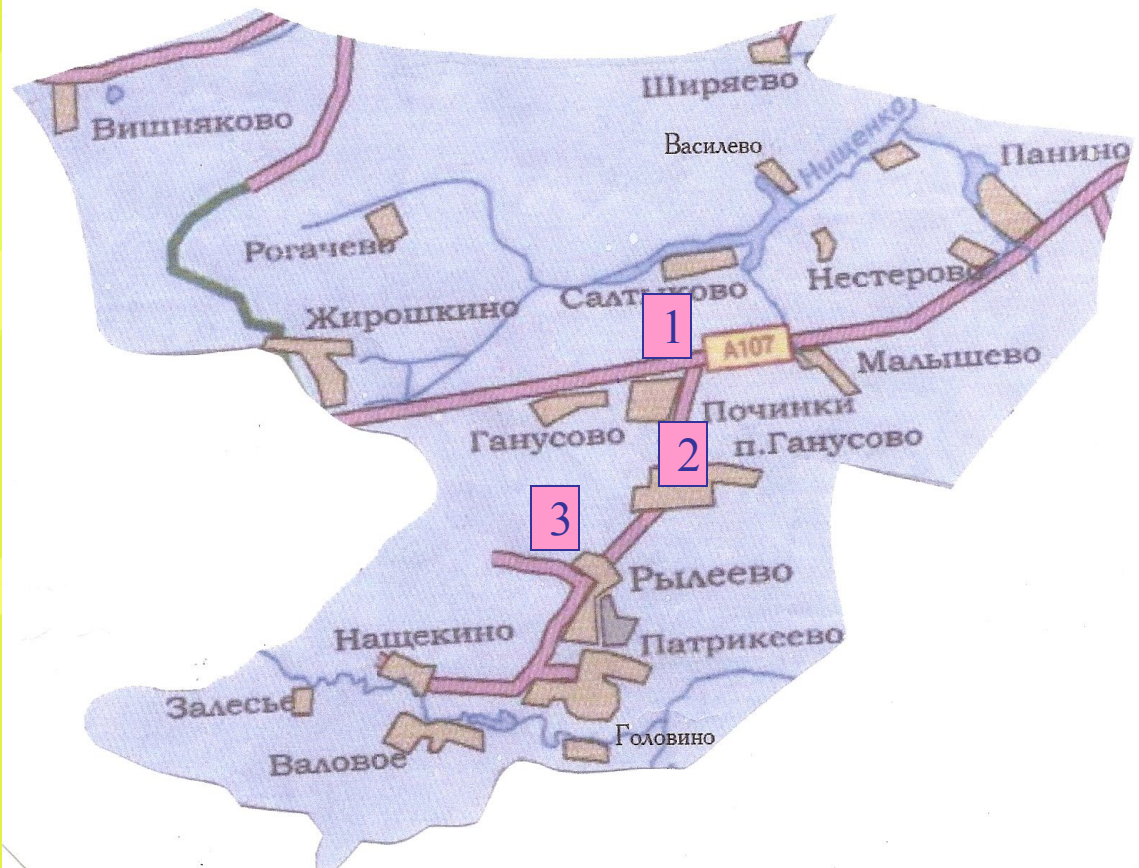 Ширяево
Вишняково
Василево
Нищенка
Панино
Рогачево
Нестерово
Салтыково
Жирошкино
1
А107
Малышево
Починки
Ганусово
п.Ганусово
2
3
Рылеево
Нащекино
Патрикеево
Залесье
Головино
Валовое